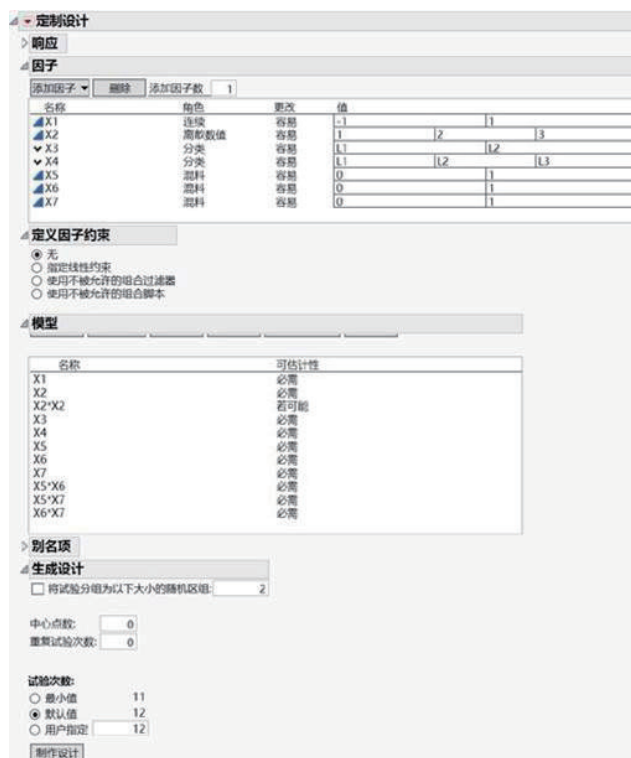 定制设计
响应
因子
添加因子 删除 添加因子数 1
名称 角色 更改 值
X1 连续 容易 -1 1
X2 离散数值 容易 1 2 3
X3 分类 容易 L1 L2
X4 分类 容易 L1 L2 L3
X5 混料 容易 0 1
X6 混料 容易 0 1
X7 混料 容易 0 1
定义因子约束
无
指定线性约束
使用不被允许的组合过滤器
使用不被允许的组合脚本
模型
名称 可估计性
X1 必需
X2 必需
X2*X2 若可能
X3 必需
X4 必需
X5 必需
X6 必需
X7 必需
X5*X6 必需
X5*X7 必需
X6*X7 必需
别名项
生成设计
将试验分组为以下大小的随机区组: 2
中心点数: 0
重复试验次数: 0
试验次数:
最小值 11
默认值 12
用户指定 12
制作设计